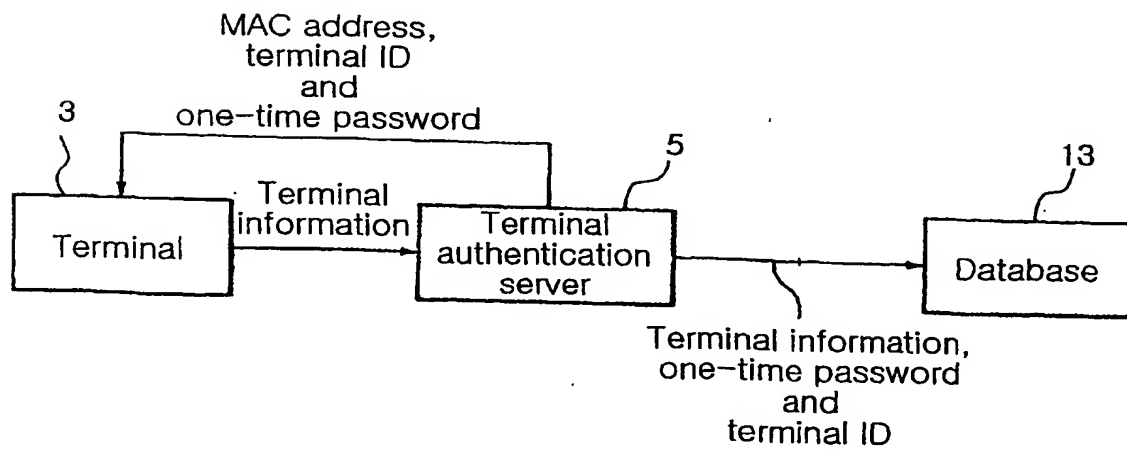 MAC address,
terminal ID
and
one-time password
3
5
13
Terminal
Terminal
information
Terminal
authentication
server
Database
Terminal information,
one-time password
and
terminal ID